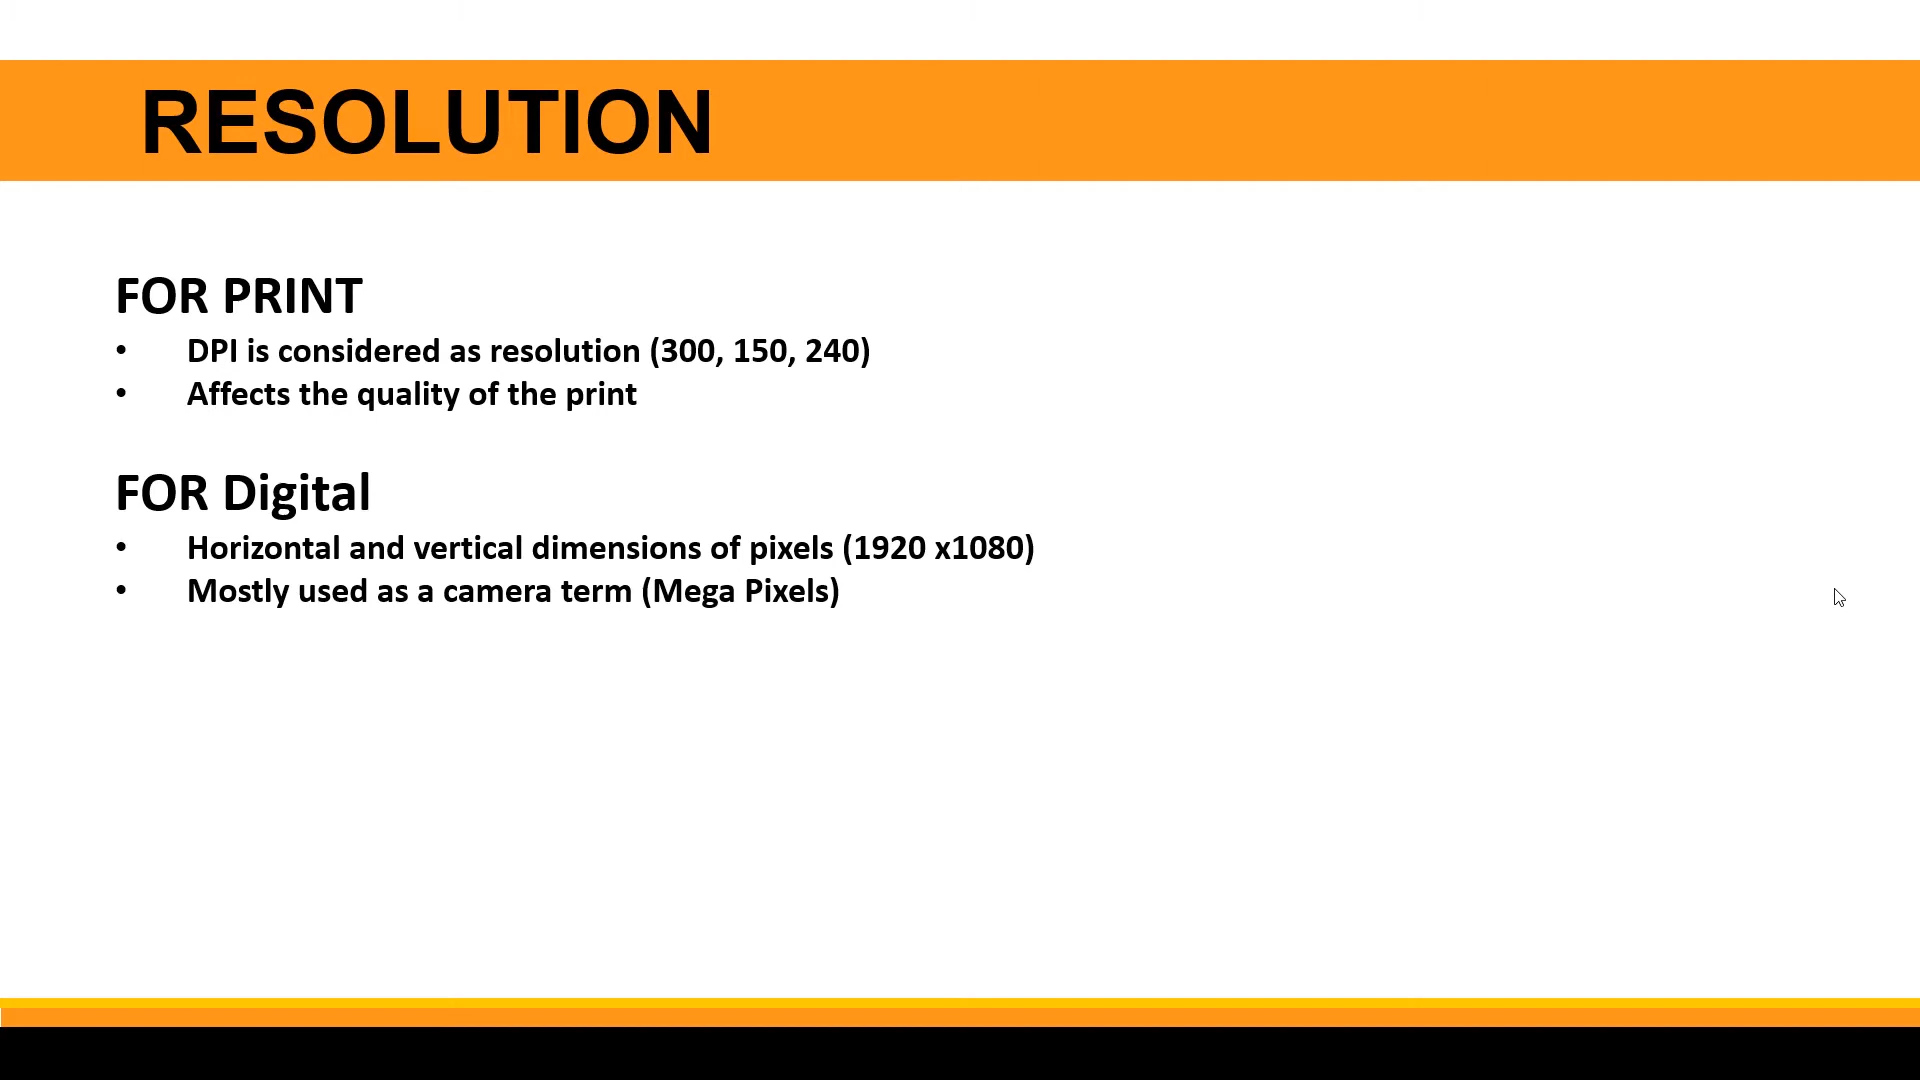 RESOLUTION
FOR PRINT
• DPI is considered as resolution (300, 150, 240)
• Affects the quality of the print
FOR Digital
• Horizontal and vertical dimensions of pixels (1920 x1080)
• Mostly used as a camera term (Mega Pixels)